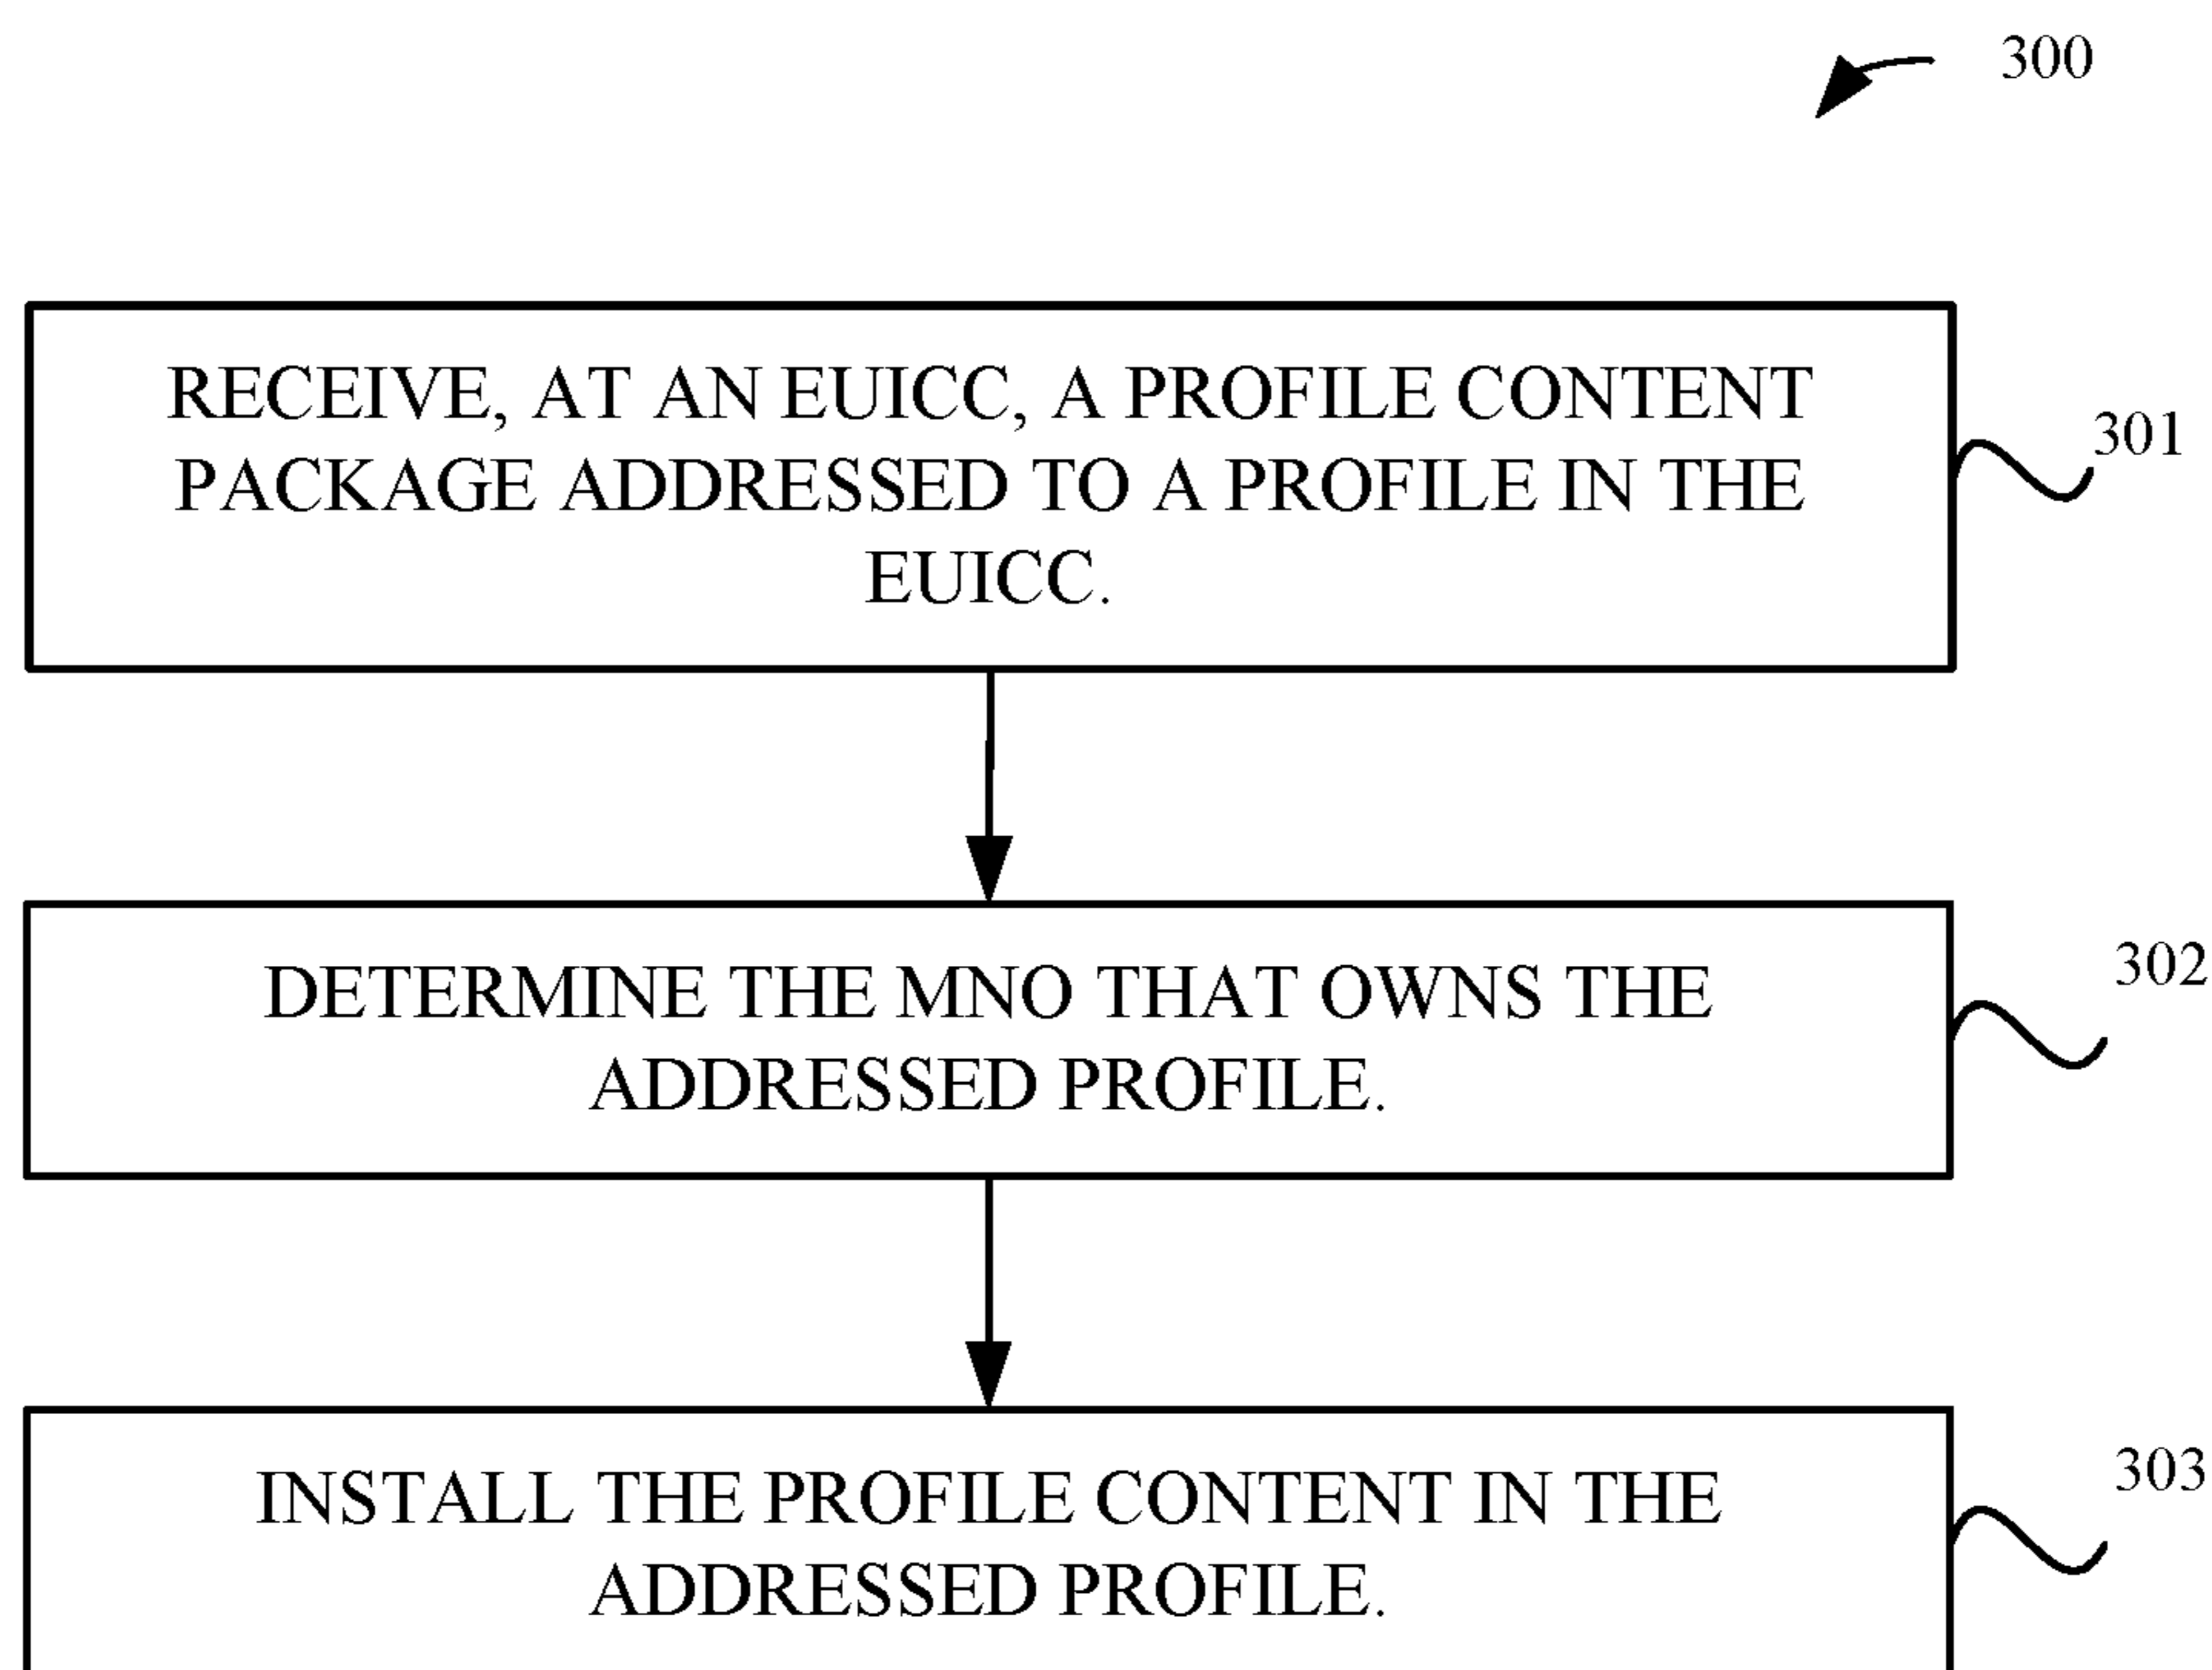 300
RECEIVE, AT AN EUICC, A PROFILE CONTENT
PACKAGE ADDRESSED TO A PROFILE IN THE
EUICC.
301
DETERMINE THE MNO THAT OWNS THE
ADDRESSED PROFILE.
302
INSTALL THE PROFILE CONTENT IN THE
ADDRESSED PROFILE.
303